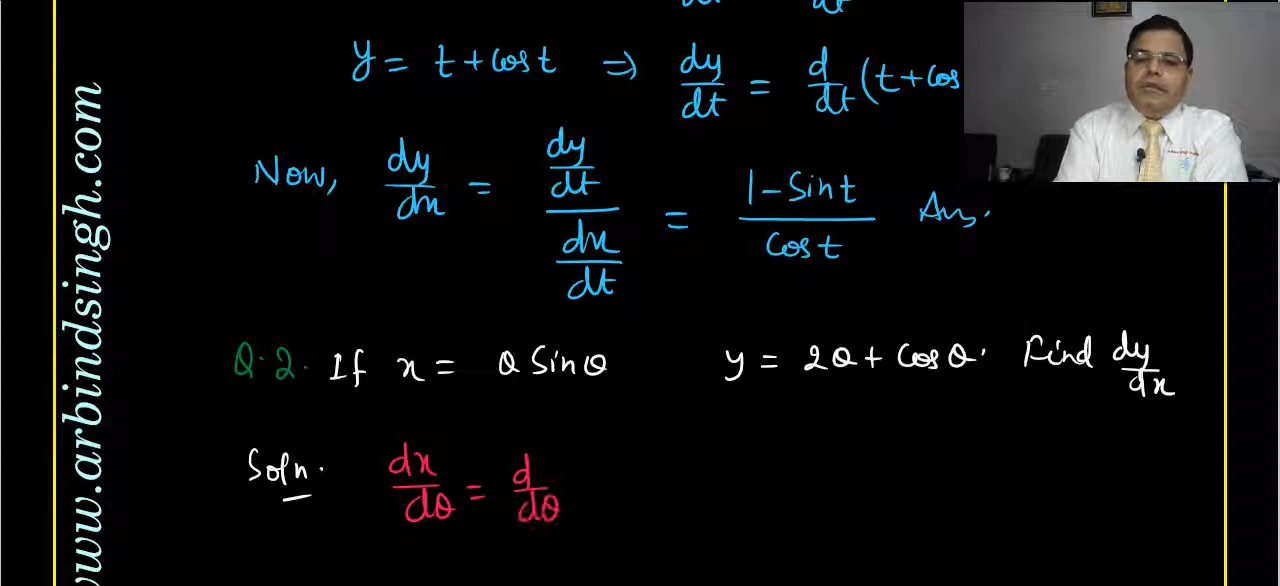 y = t + cos t ⇒ dy/dt = d/dt (t + cos
Now, dy/dx = (dy/dt)/(dx/dt) = (1 - Sin t)/(cos t) Ans.
Q.2. If x = θ Sin θ y = 2θ + cos θ. Find dy/dx
Soln. dx/dθ = d/dθ
www.arbindsingh.com